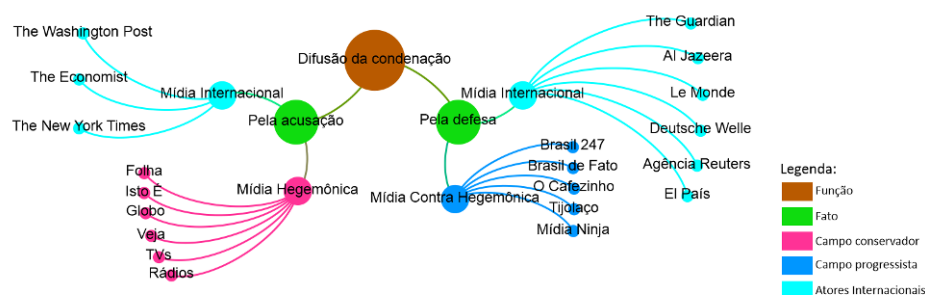 The Washington Post
The Economist
The New York Times
Mídia Internacional
Difusão da condenação
Pela acusação
Mídia Hegemônica
Folha
Isto É
Globo
Veja
TVs
Rádios
Pela defesa
Mídia Internacional
The Guardian
Al Jazeera
Le Monde
Deutsche Welle
Agência Reuters
El País
Mídia Contra Hegemônica
Brasil 247
Brasil de Fato
O Cafezinho
Tijolaço
Mídia Ninja
Legenda:
Função
Fato
Campo conservador
Campo progressista
Atores Internacionais